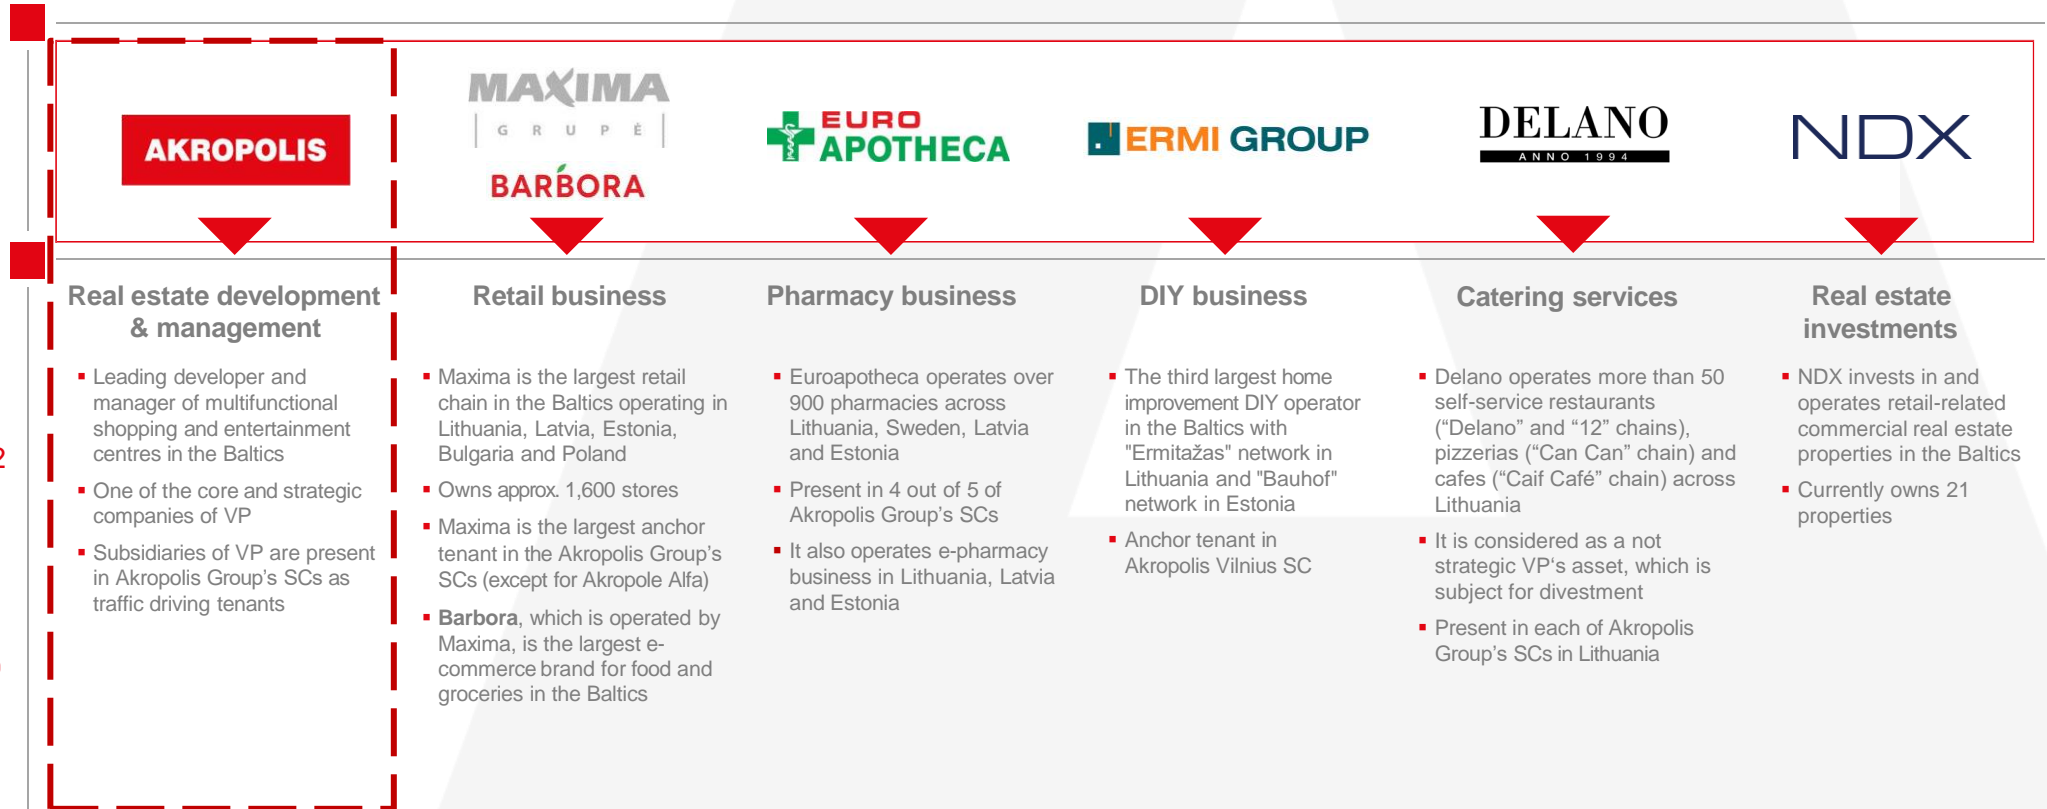 AKROPOLIS
MAXIMA
GRUPĖ
BARBORA
EURO
APOTHECA
ERMI GROUP
DELANO
ANNO 1994
NDX
Real estate development
& management
▪ Leading developer and
manager of multifunctional
shopping and entertainment
centres in the Baltics
▪ One of the core and strategic
companies of VP
▪ Subsidiaries of VP are present
in Akropolis Group's SCs as
traffic driving tenants
Retail business
▪ Maxima is the largest retail
chain in the Baltics operating in
Lithuania, Latvia, Estonia,
Bulgaria and Poland
▪ Owns approx. 1,600 stores
▪ Maxima is the largest anchor
tenant in the Akropolis Group's
SCs (except for Akropole Alfa)
▪ Barbora, which is operated by
Maxima, is the largest e-
commerce brand for food and
groceries in the Baltics
Pharmacy business
▪ Euroapotheca operates over
900 pharmacies across
Lithuania, Sweden, Latvia
and Estonia
▪ Present in 4 out of 5 of
Akropolis Group's SCs
▪ It also operates e-pharmacy
business in Lithuania, Latvia
and Estonia
DIY business
▪ The third largest home
improvement DIY operator
in the Baltics with
"Ermitažas" network in
Lithuania and "Bauhof"
network in Estonia
▪ Anchor tenant in
Akropolis Vilnius SC
Catering services
▪ Delano operates more than 50
self-service restaurants
(“Delano” and “12” chains),
pizzerias (“Can Can” chain) and
cafes (“Caif Café” chain) across
Lithuania
▪ It is considered as a not
strategic VP‘s asset, which is
subject for divestment
▪ Present in each of Akropolis
Group's SCs in Lithuania
Real estate
investments
▪ NDX invests in and
operates retail-related
commercial real estate
properties in the Baltics
▪ Currently owns 21
properties
2